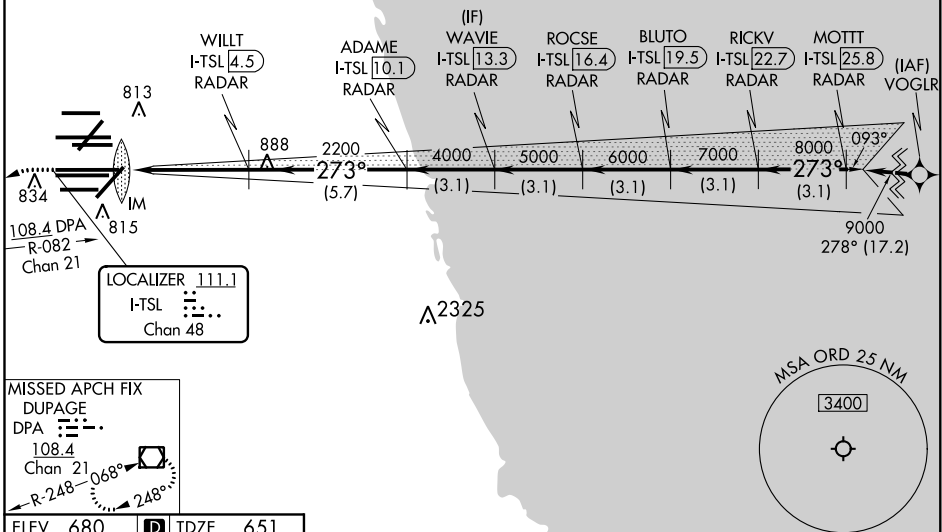 (IF)
WILLT
I-TSL 4.5
RADAR
ADAME
I-TSL 10.1
RADAR
WAVIE
I-TSL 13.3
RADAR
ROCSE
I-TSL 16.4
RADAR
BLUTO
I-TSL 19.5
RADAR
RICKV
I-TSL 22.7
RADAR
MOTTT
I-TSL 25.8
RADAR
(IAF)
VOGLR
813
888
2200
4000
5000
6000
7000
8000
093°
273°
273°
(5.7)
(3.1)
(3.1)
(3.1)
(3.1)
(3.1)
834
IM
815
9000
278° (17.2)
108.4 DPA
R-082
Chan 21
LOCALIZER 111.1
I-TSL
Chan 48
2325
MISSED APCH FIX
DUPAGE
DPA
108.4
Chan 21
R-248
068°
248°
MSA ORD 25 NM
3400
ELEV 680 D TDZE 651